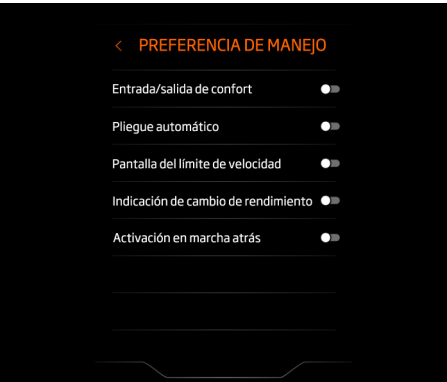 < PREFERENCIA DE MANEJO
Entrada/salida de confort
Pliegue automático
Pantalla del límite de velocidad
Indicación de cambio de rendimiento
Activación en marcha atrás